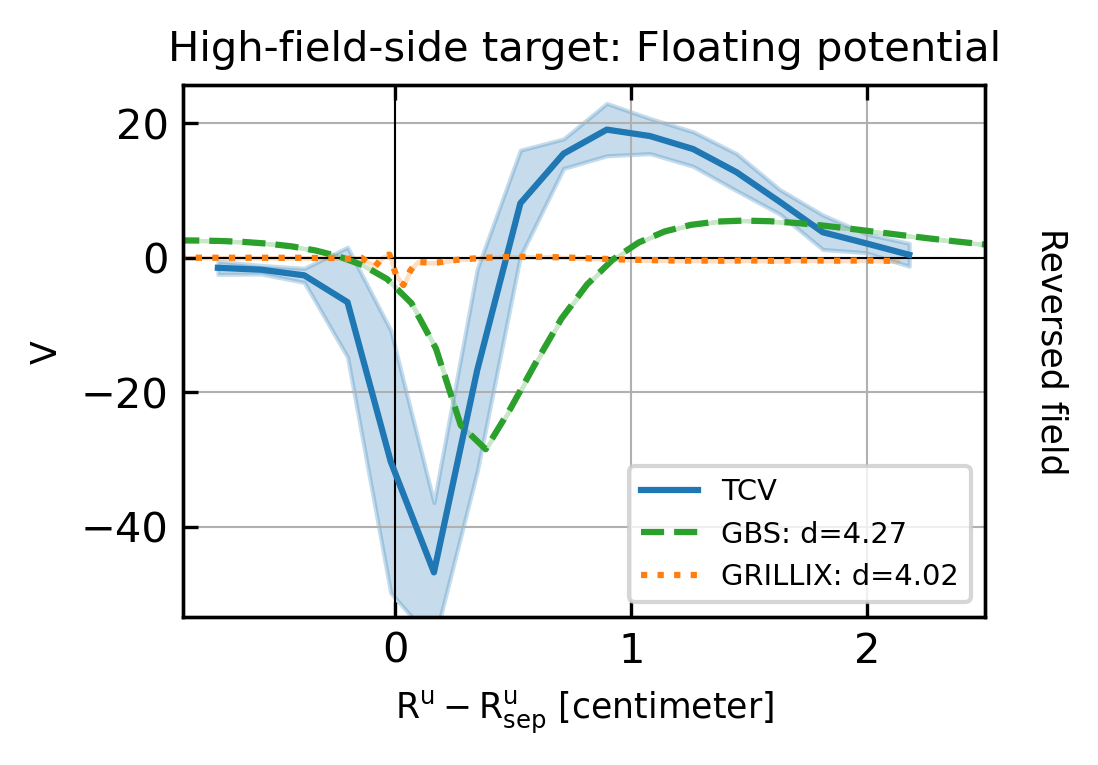 High-field-side target: Floating potential
20
0
−20
−40
V
0 1 2
R^u − R^u_sep [centimeter]
Reversed field
TCV
GBS: d=4.27
GRILLIX: d=4.02